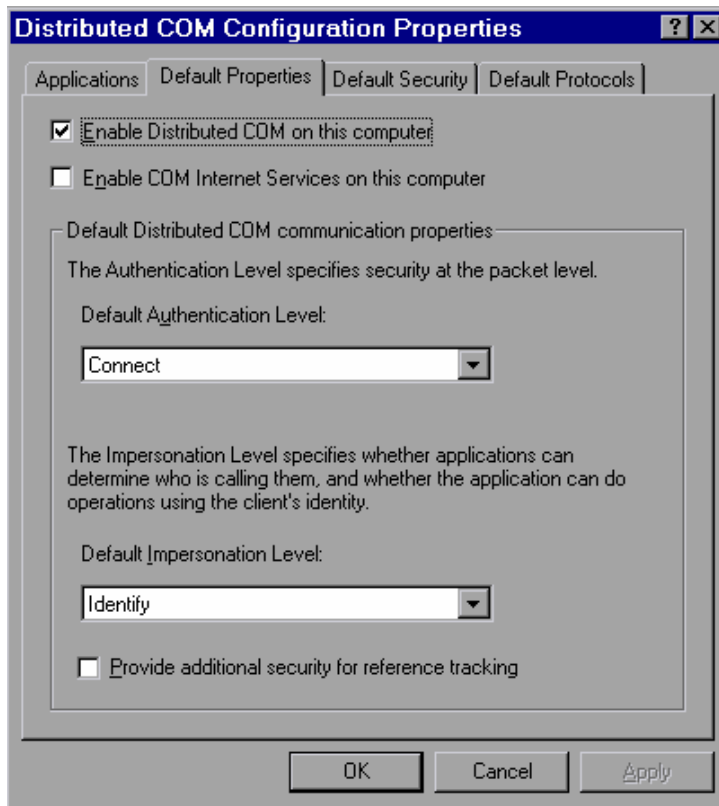 Distributed COM Configuration Properties
Applications Default Properties Default Security Default Protocols
Enable Distributed COM on this computer
Enable COM Internet Services on this computer
Default Distributed COM communication properties
The Authentication Level specifies security at the packet level.
Default Authentication Level:
Connect
The Impersonation Level specifies whether applications can
determine who is calling them, and whether the application can do
operations using the client's identity.
Default Impersonation Level:
Identify
Provide additional security for reference tracking
OK Cancel Apply